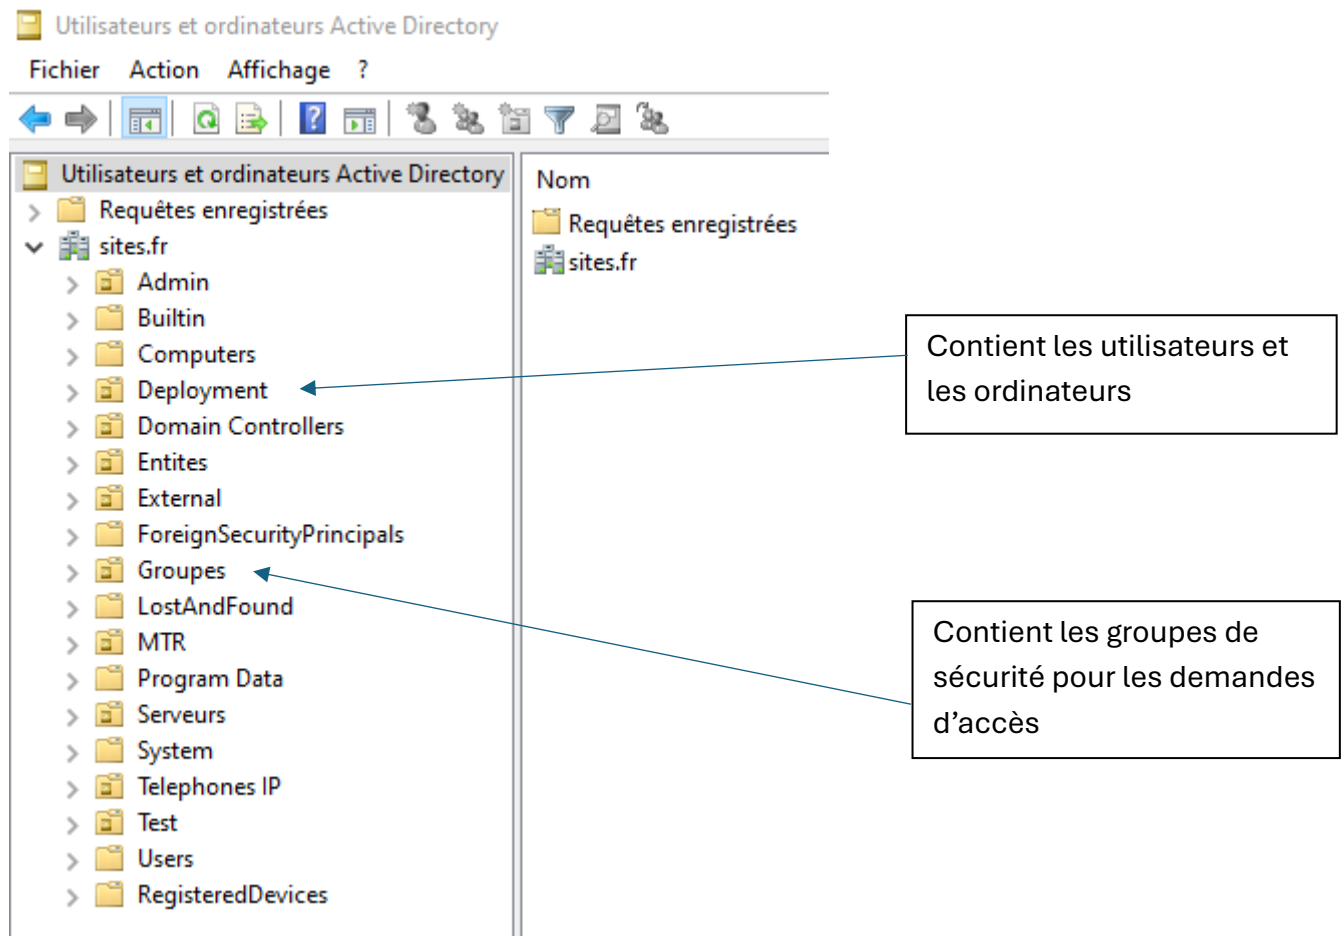 Utilisateurs et ordinateurs Active Directory
Fichier Action Affichage ?
Utilisateurs et ordinateurs Active Directory
Requêtes enregistrées
sites.fr
Admin
Builtin
Computers
Deployment
Domain Controllers
Entites
External
ForeignSecurityPrincipals
Groupes
LostAndFound
MTR
Program Data
Serveurs
System
Telephones IP
Test
Users
RegisteredDevices
Nom
Requêtes enregistrées
sites.fr
Contient les utilisateurs et
les ordinateurs
Contient les groupes de
sécurité pour les demandes
d’accès